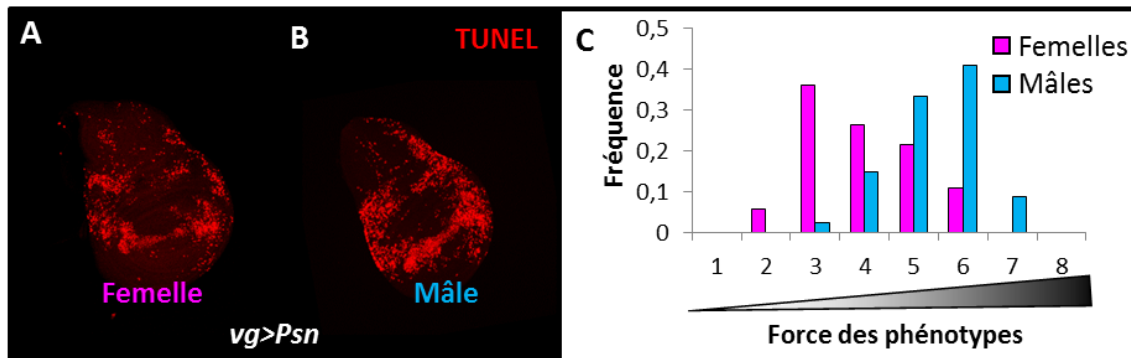 A
B
TUNEL
Femelle
Mâle
vg>Psn
C
Fréquence
0,5
0,4
0,3
0,2
0,1
0
Femelles
Mâles
1 2 3 4 5 6 7 8
Force des phénotypes